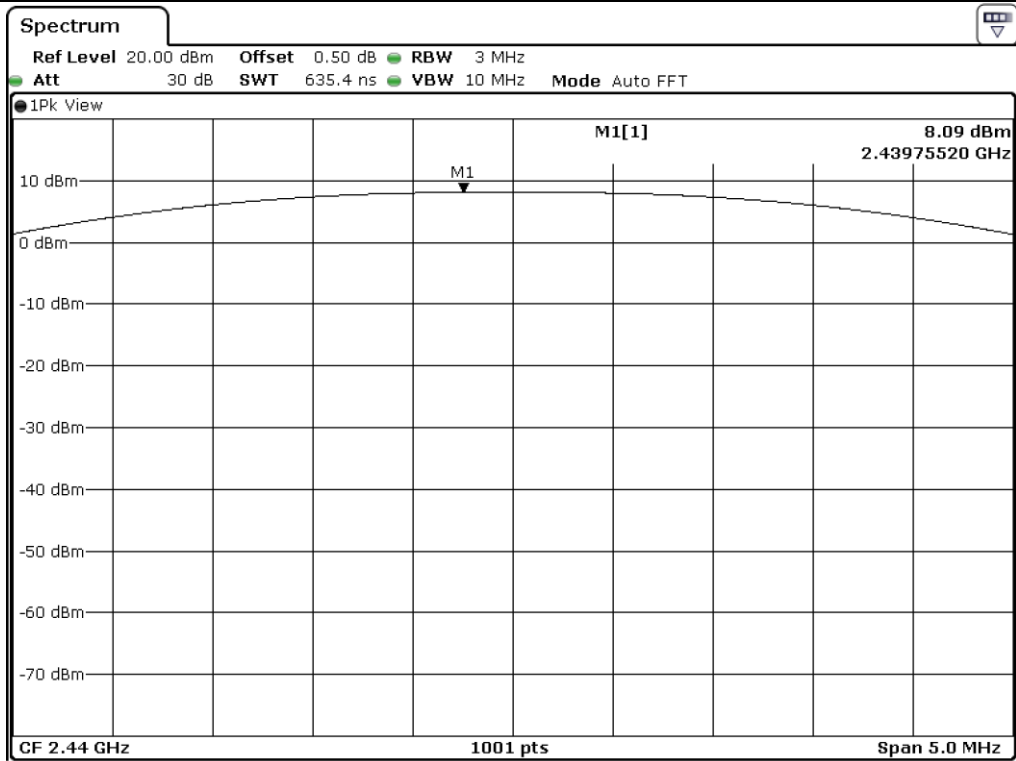 Spectrum
Ref Level 20.00 dBm Offset 0.50 dB RBW 3 MHz
Att 30 dB SWT 635.4 ns VBW 10 MHz Mode Auto FFT
1Pk View
M1[1] 8.09 dBm
2.43975520 GHz
M1
10 dBm
0 dBm
-10 dBm
-20 dBm
-30 dBm
-40 dBm
-50 dBm
-60 dBm
-70 dBm
CF 2.44 GHz 1001 pts Span 5.0 MHz